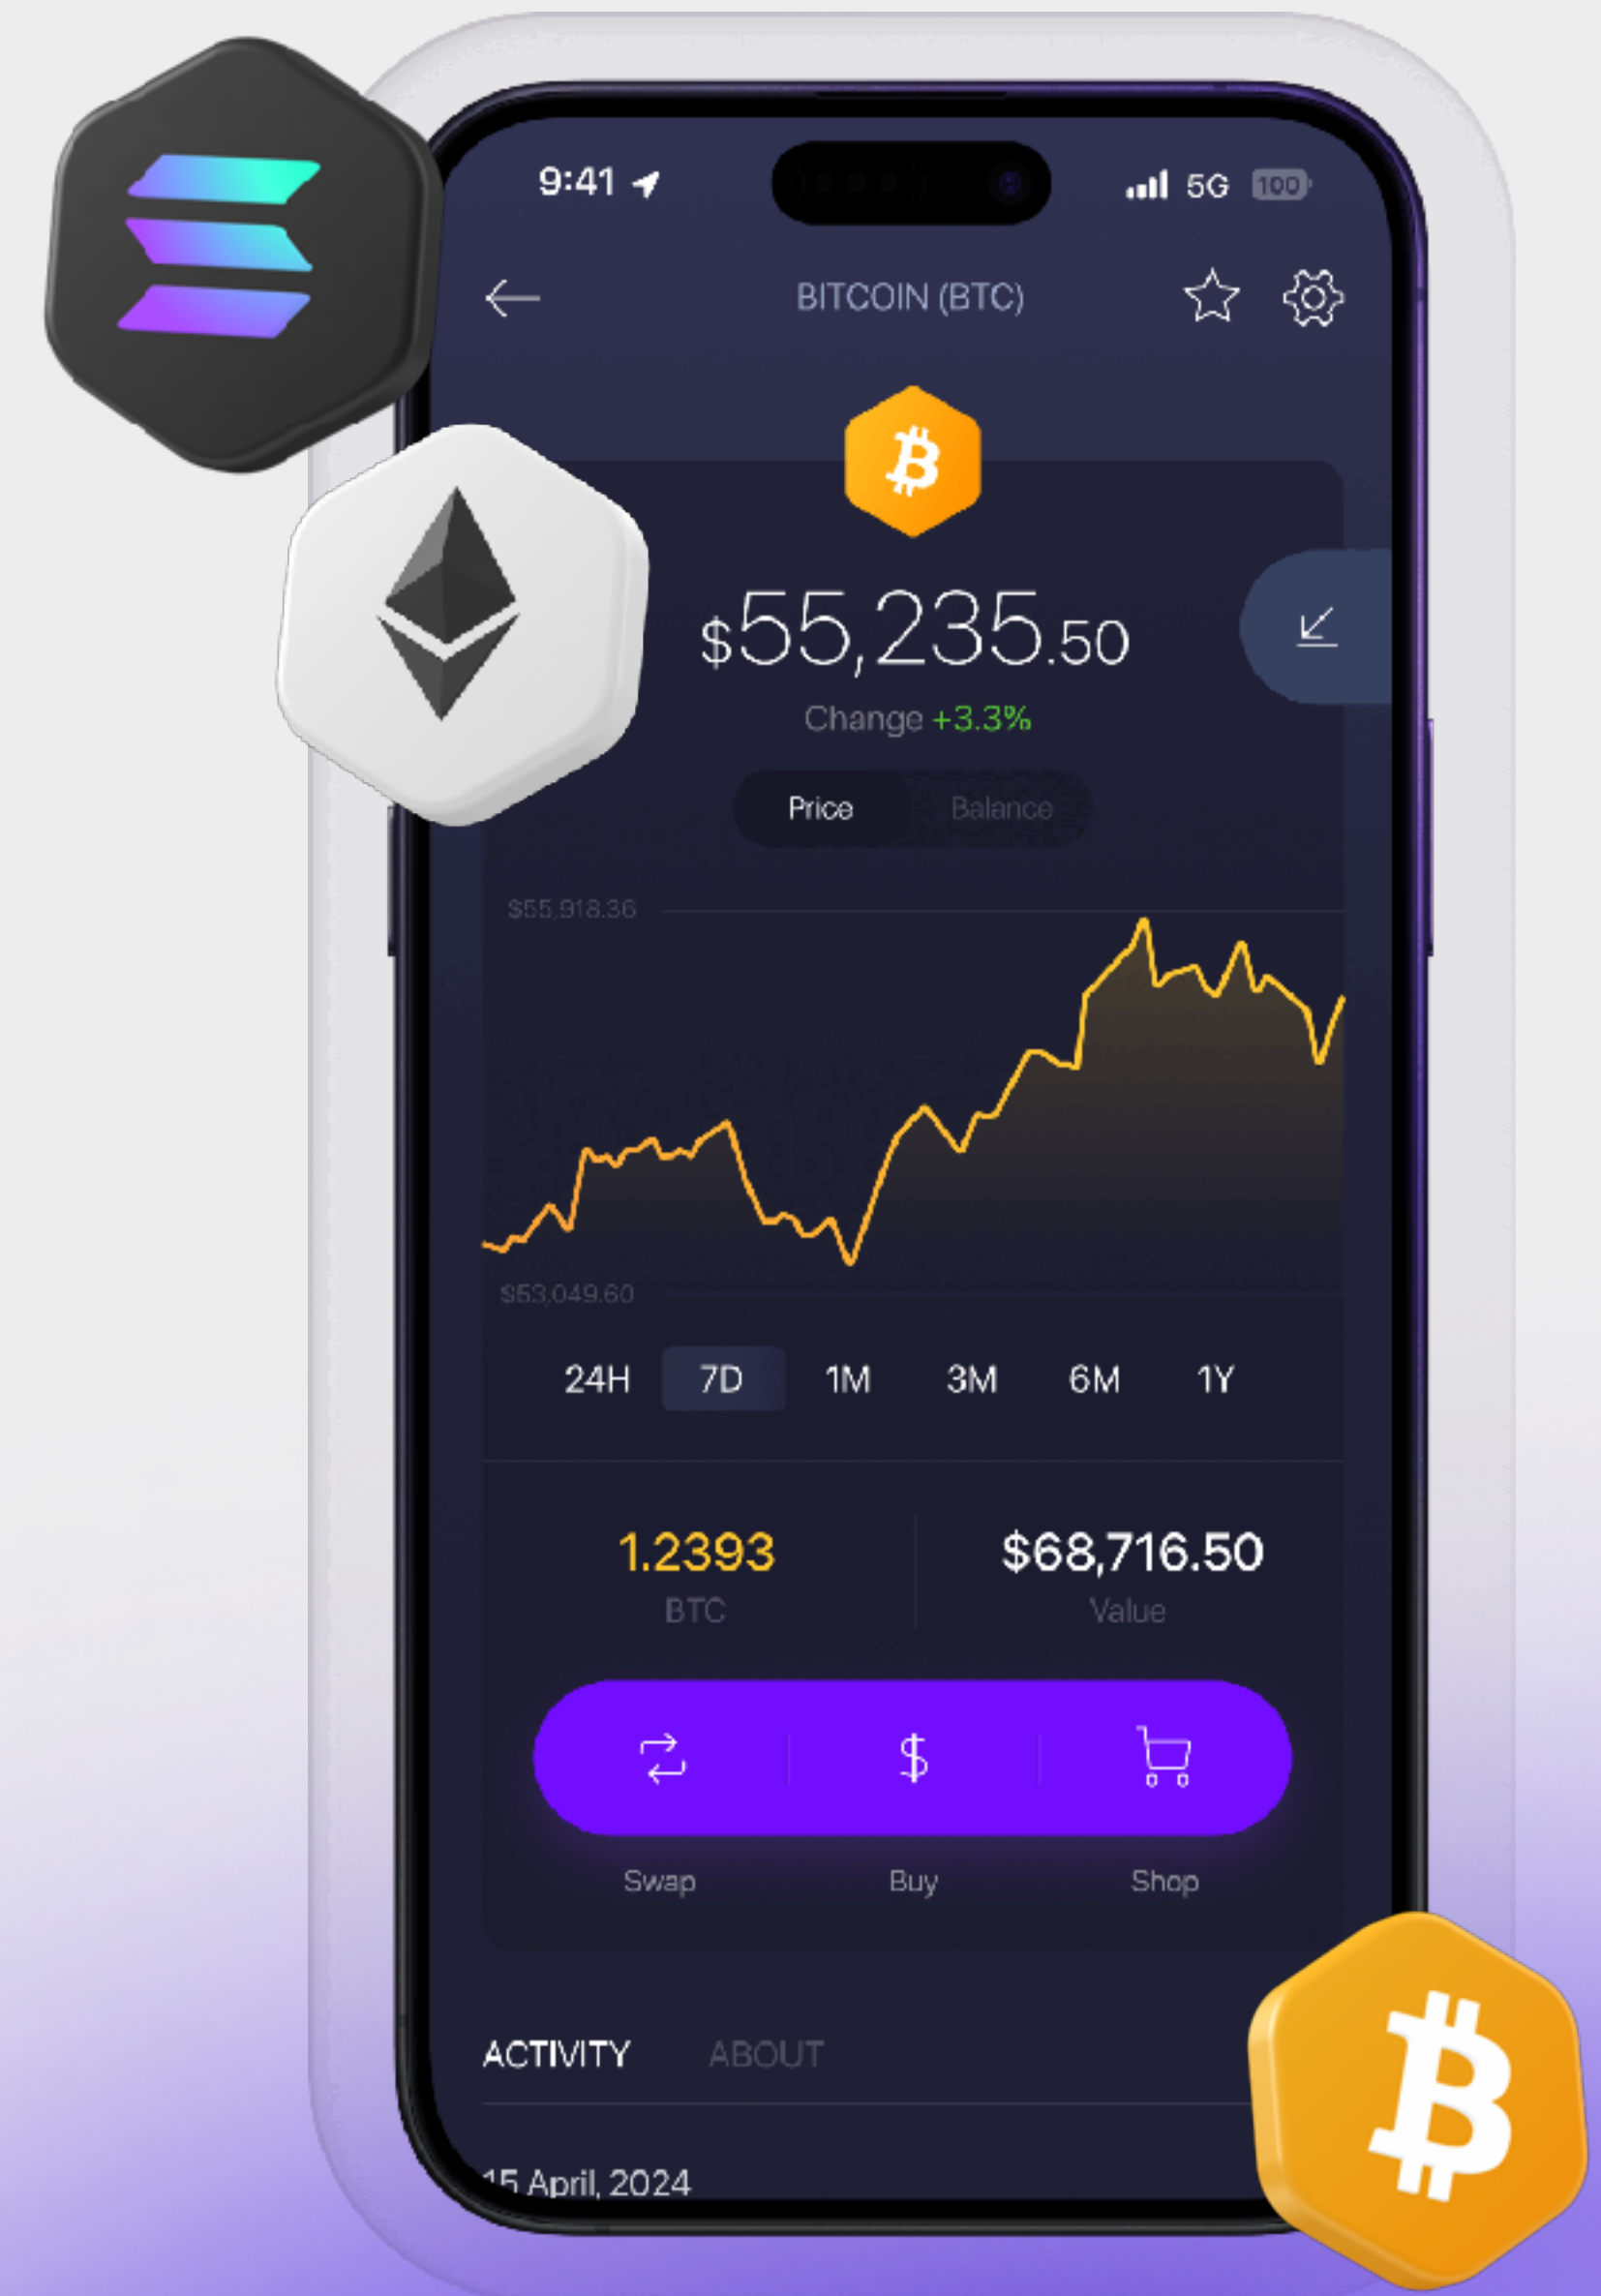 9:41 5G 100
BITCOIN (BTC)
$55,235.50
Change +3.3%
Price Balance
$55,918.36
$53,049.60
24H 7D 1M 3M 6M 1Y
1.2393 $68,716.50
BTC Value
Swap Buy Shop
ACTIVITY ABOUT
15 April, 2024